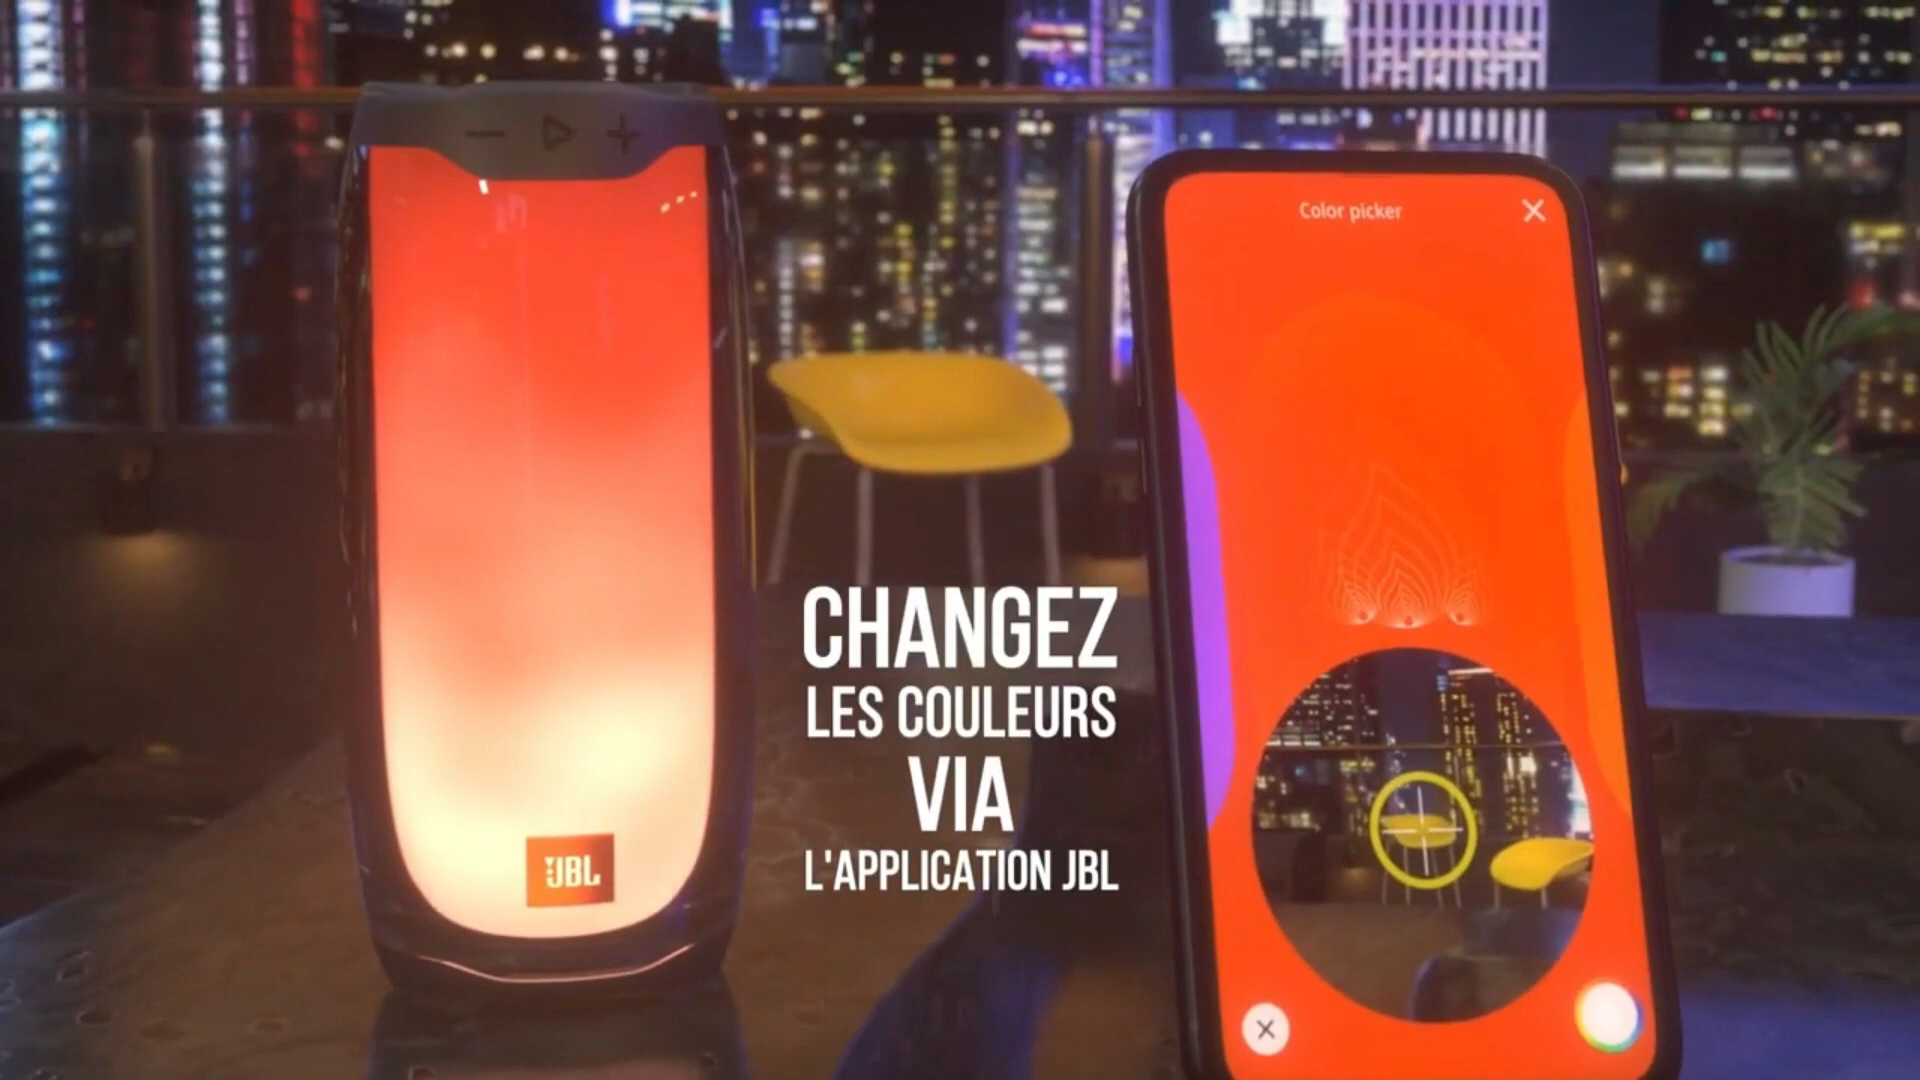 Color picker
CHANGEZ
LES COULEURS
VIA
L'APPLICATION JBL
JBL